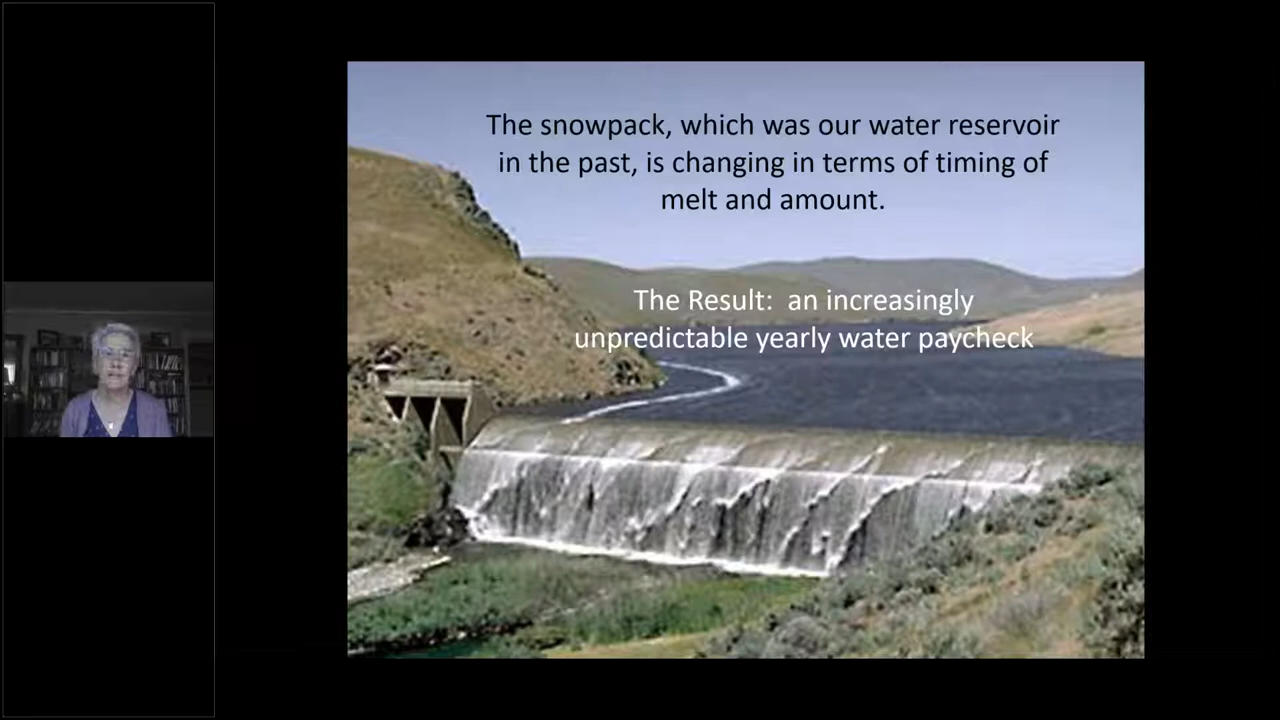 The snowpack, which was our water reservoir
in the past, is changing in terms of timing of
melt and amount.
The Result:  an increasingly
unpredictable yearly water paycheck